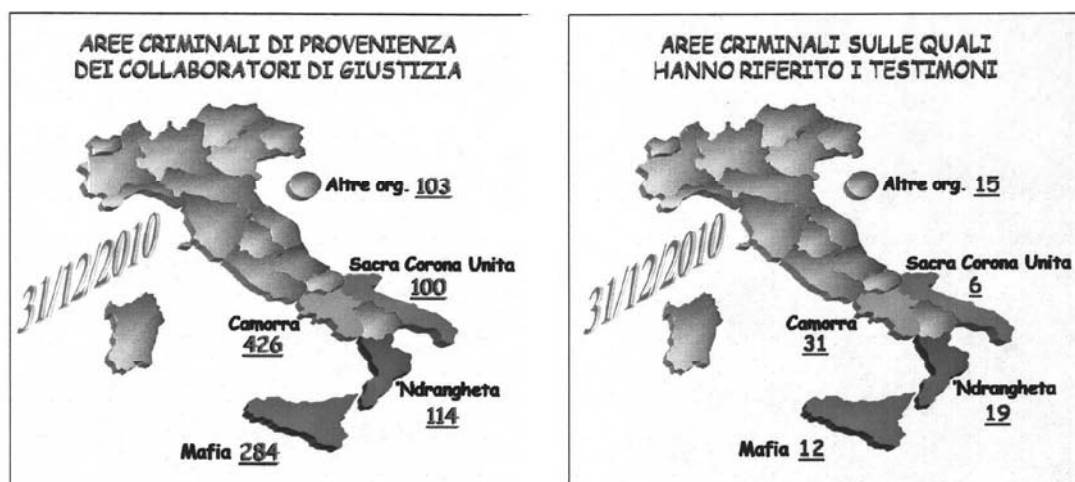 AREE CRIMINALI DI PROVENIENZA
DEI COLLABORATORI DI GIUSTIZIA
Altre org. 103
31/12/2010
Sacra Corona Unita
100
Camorra
426
'Ndrangheta
114
Mafia 284
AREE CRIMINALI SULLE QUALI
HANNO RIFERITO I TESTIMONI
Altre org. 15
31/12/2010
Sacra Corona Unita
6
Camorra
31
'Ndrangheta
19
Mafia 12